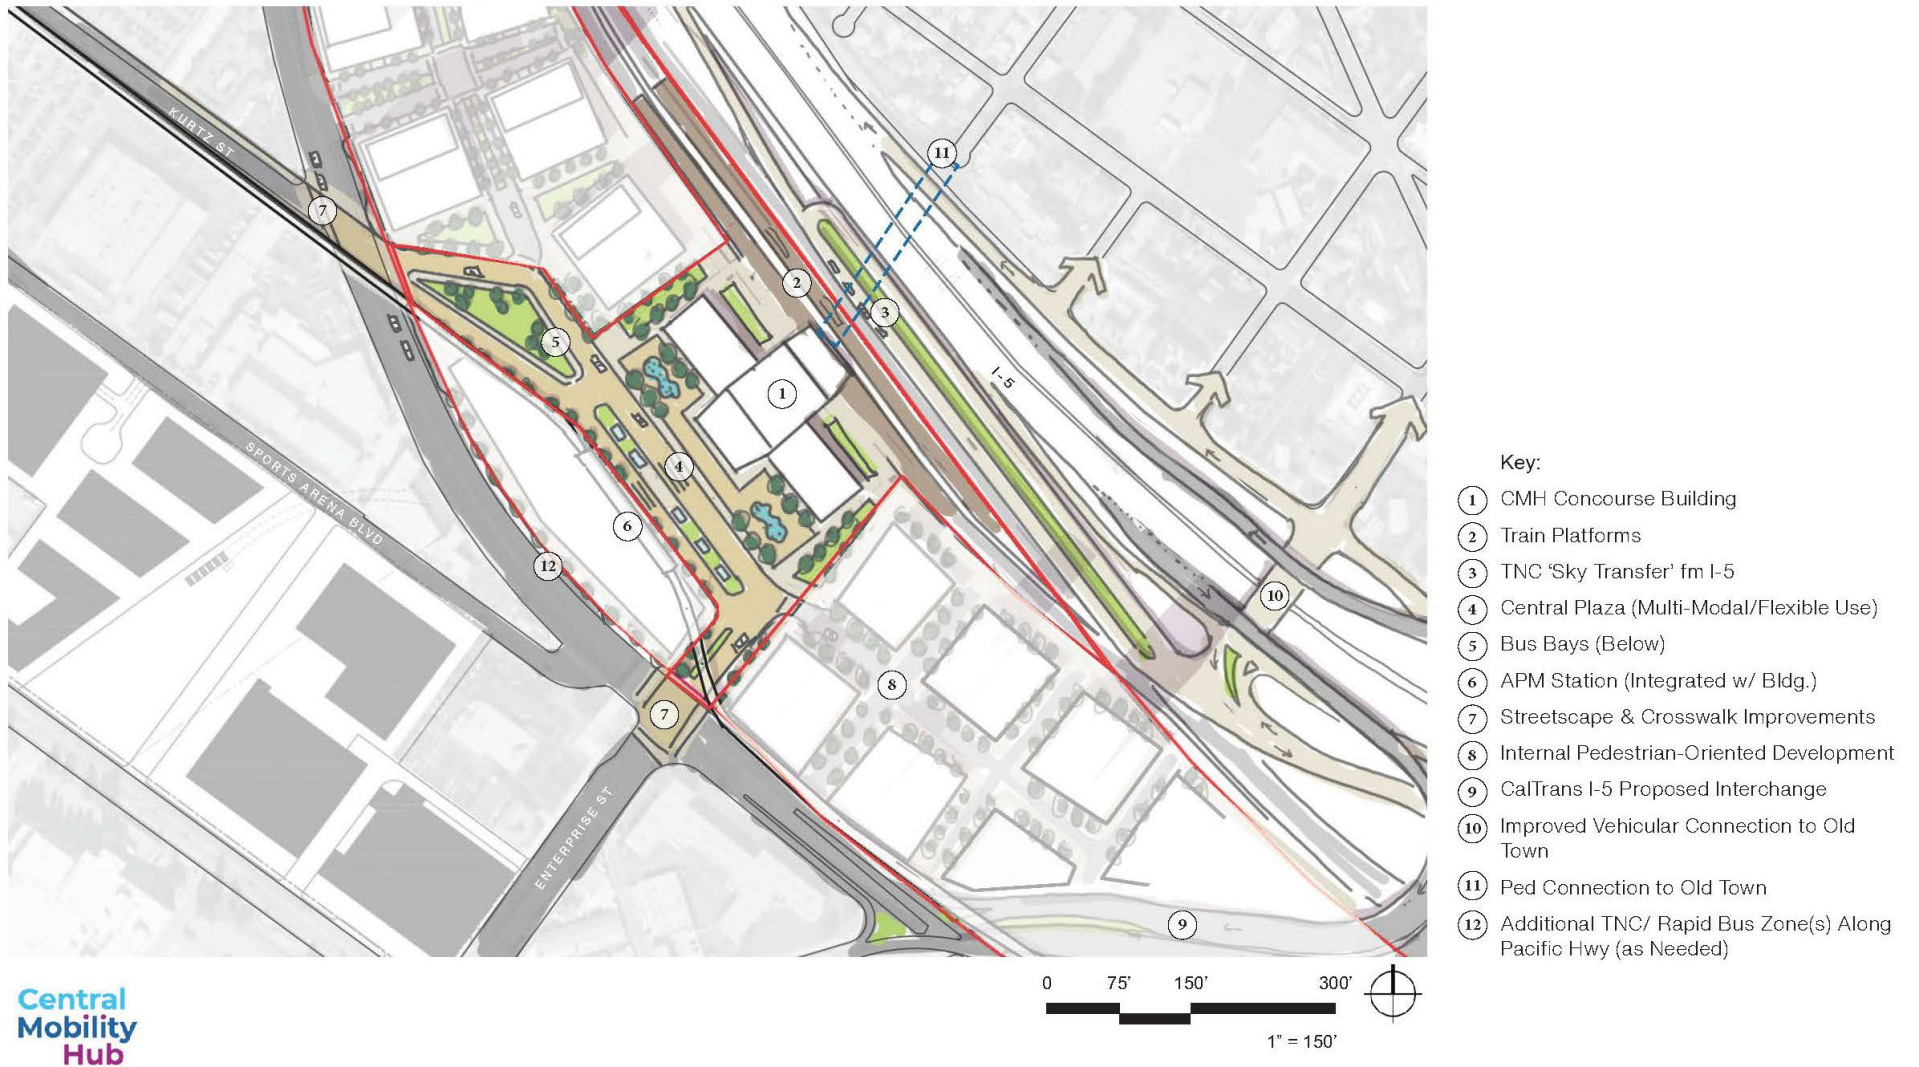 KURTZ ST
SPORTS ARENA BLVD
ENTERPRISE ST
I-5
11
7
2
3
5
1
4
6
12
10
8
7
9
Key:
1 CMH Concourse Building
2 Train Platforms
3 TNC ‘Sky Transfer’ fm I-5
4 Central Plaza (Multi-Modal/Flexible Use)
5 Bus Bays (Below)
6 APM Station (Integrated w/ Bldg.)
7 Streetscape & Crosswalk Improvements
8 Internal Pedestrian-Oriented Development
9 CalTrans I-5 Proposed Interchange
10 Improved Vehicular Connection to Old
Town
11 Ped Connection to Old Town
12 Additional TNC/ Rapid Bus Zone(s) Along
Pacific Hwy (as Needed)
0 75’ 150’ 300’
1” = 150’
Central
Mobility
Hub